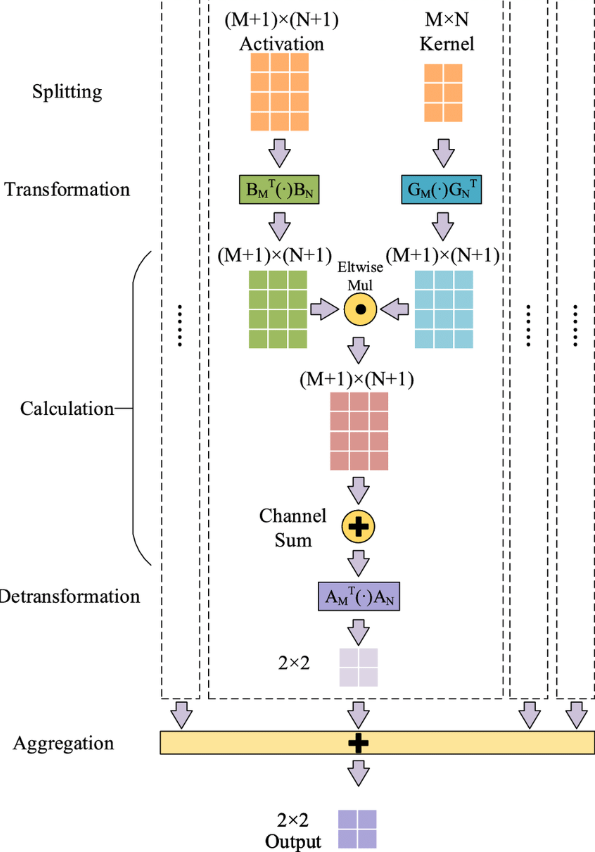 (M+1)×(N+1)
Activation
M×N
Kernel
Splitting
Transformation
B_M^T(·)B_N
G_M(·)G_N^T
(M+1)×(N+1)
(M+1)×(N+1)
Eltwise
Mul
(M+1)×(N+1)
Calculation
Channel
Sum
Detransformation
A_M^T(·)A_N
2×2
Aggregation
2×2
Output